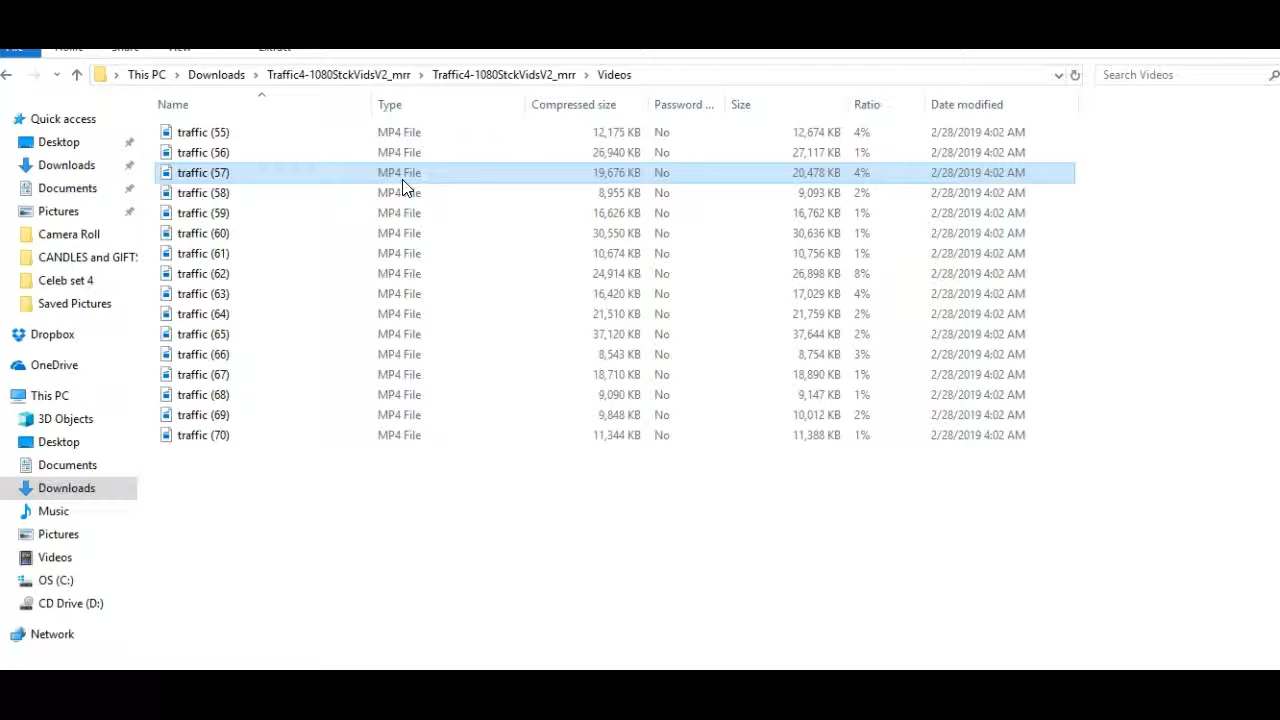 File Home Share View Extract
This PC > Downloads > Traffic4-1080StckVidsV2_mrr > Traffic4-1080StckVidsV2_mrr > Videos
Search Videos
Name Type Compressed size Password ... Size Ratio Date modified
Quick access
Desktop
Downloads
Documents
Pictures
Camera Roll
CANDLES and GIFTS
Celeb set 4
Saved Pictures
Dropbox
OneDrive
This PC
3D Objects
Desktop
Documents
Downloads
Music
Pictures
Videos
OS (C:)
CD Drive (D:)
Network
traffic (55) MP4 File 12,175 KB No 12,674 KB 4% 2/28/2019 4:02 AM
traffic (56) MP4 File 26,940 KB No 27,117 KB 1% 2/28/2019 4:02 AM
traffic (57) MP4 File 19,676 KB No 20,478 KB 4% 2/28/2019 4:02 AM
traffic (58) MP4 File 8,955 KB No 9,093 KB 2% 2/28/2019 4:02 AM
traffic (59) MP4 File 16,626 KB No 16,762 KB 1% 2/28/2019 4:02 AM
traffic (60) MP4 File 30,550 KB No 30,636 KB 1% 2/28/2019 4:02 AM
traffic (61) MP4 File 10,674 KB No 10,756 KB 1% 2/28/2019 4:02 AM
traffic (62) MP4 File 24,914 KB No 26,898 KB 8% 2/28/2019 4:02 AM
traffic (63) MP4 File 16,420 KB No 17,029 KB 4% 2/28/2019 4:02 AM
traffic (64) MP4 File 21,510 KB No 21,759 KB 2% 2/28/2019 4:02 AM
traffic (65) MP4 File 37,120 KB No 37,644 KB 2% 2/28/2019 4:02 AM
traffic (66) MP4 File 8,543 KB No 8,754 KB 3% 2/28/2019 4:02 AM
traffic (67) MP4 File 18,710 KB No 18,890 KB 1% 2/28/2019 4:02 AM
traffic (68) MP4 File 9,090 KB No 9,147 KB 1% 2/28/2019 4:02 AM
traffic (69) MP4 File 9,848 KB No 10,012 KB 2% 2/28/2019 4:02 AM
traffic (70) MP4 File 11,344 KB No 11,388 KB 1% 2/28/2019 4:02 AM